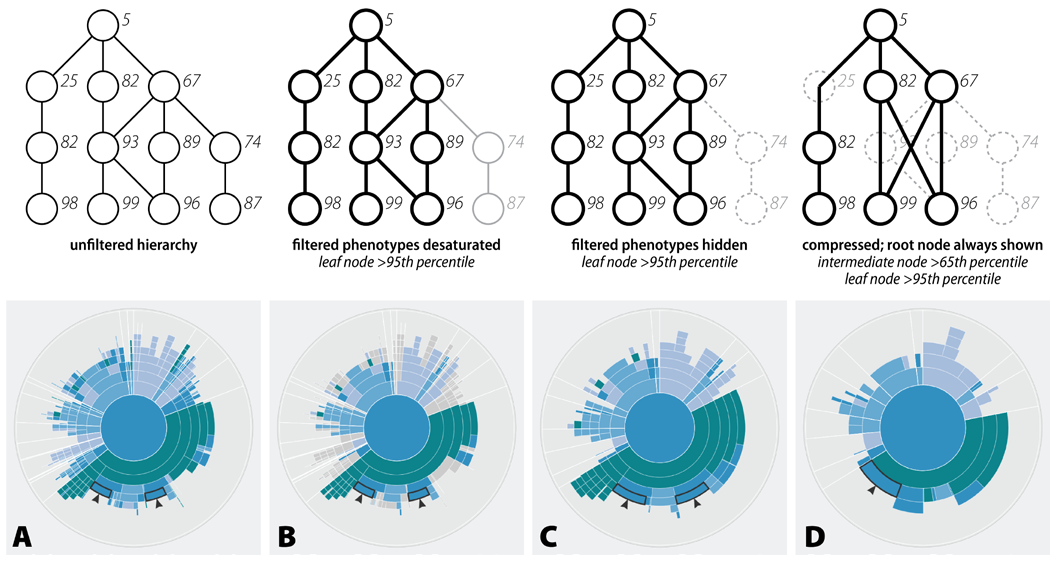 5 5 5 5
25 82 67 25 82 67 25 82 67 25 82 67
82 93 89 74 82 93 89 74 82 93 89 74 82 89 74
98 99 96 87 98 99 96 87 98 99 96 87 98 99 96 87
unfiltered hierarchy
filtered phenotypes desaturated
leaf node >95th percentile
filtered phenotypes hidden
leaf node >95th percentile
compressed; root node always shown
intermediate node >65th percentile
leaf node >95th percentile
A B C D